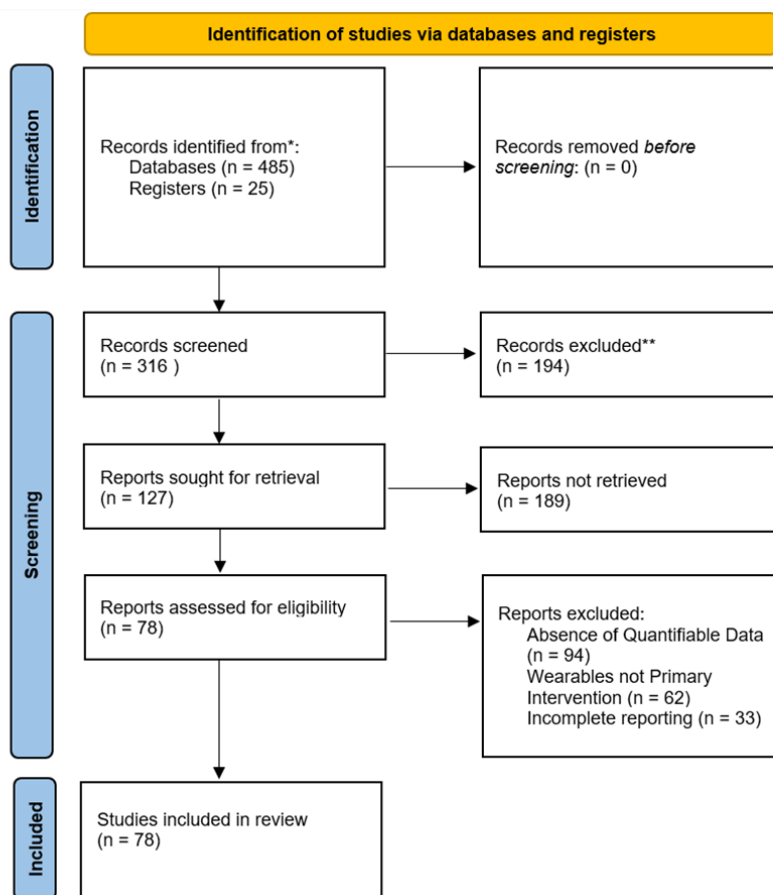 Identification of studies via databases and registers
Identification
Records identified from*:
Databases (n = 485)
Registers (n = 25)
Records removed before
screening: (n = 0)
Screening
Records screened
(n = 316 )
Records excluded**
(n = 194)
Reports sought for retrieval
(n = 127)
Reports not retrieved
(n = 189)
Reports assessed for eligibility
(n = 78)
Reports excluded:
Absence of Quantifiable Data
(n = 94)
Wearables not Primary
Intervention (n = 62)
Incomplete reporting (n = 33)
Included
Studies included in review
(n = 78)